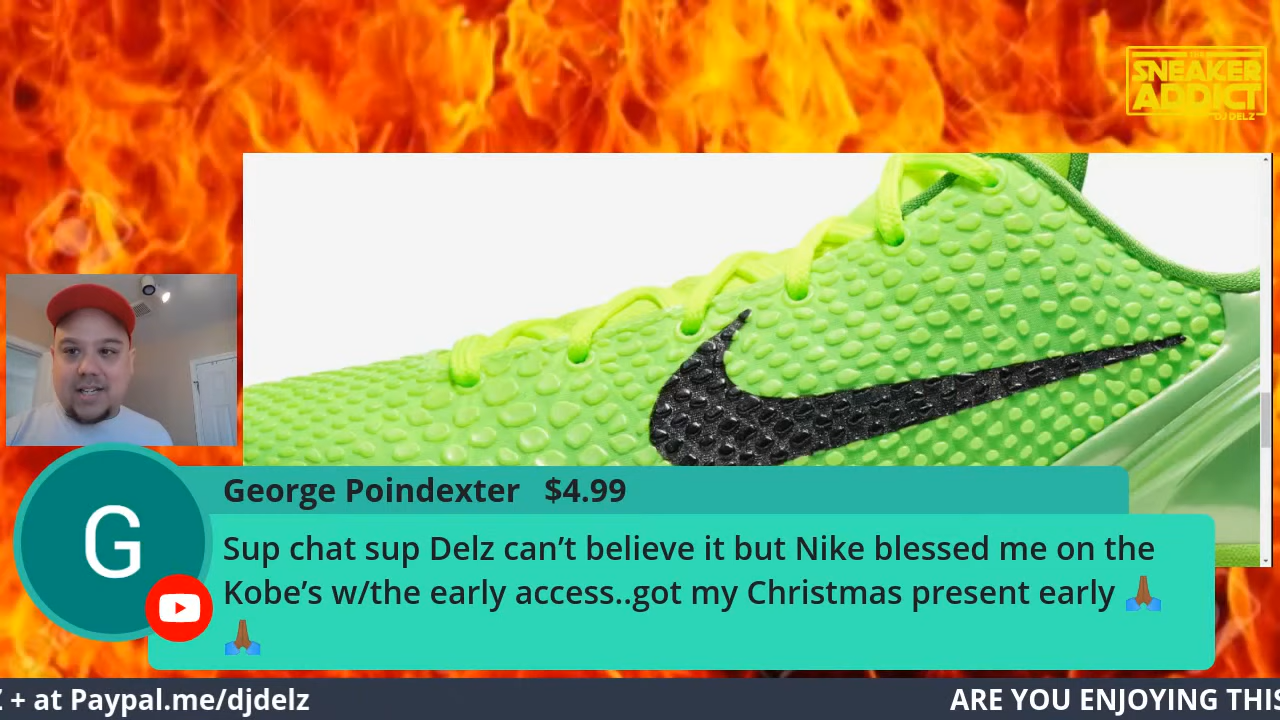 THE
SNEAKER
ADDICT
DJ DELZ
George Poindexter $4.99
G
Sup chat sup Delz can’t believe it but Nike blessed me on the
Kobe’s w/the early access..got my Christmas present early 🙏🏾
🙏🏾
Z + at Paypal.me/djdelz
ARE YOU ENJOYING THIS